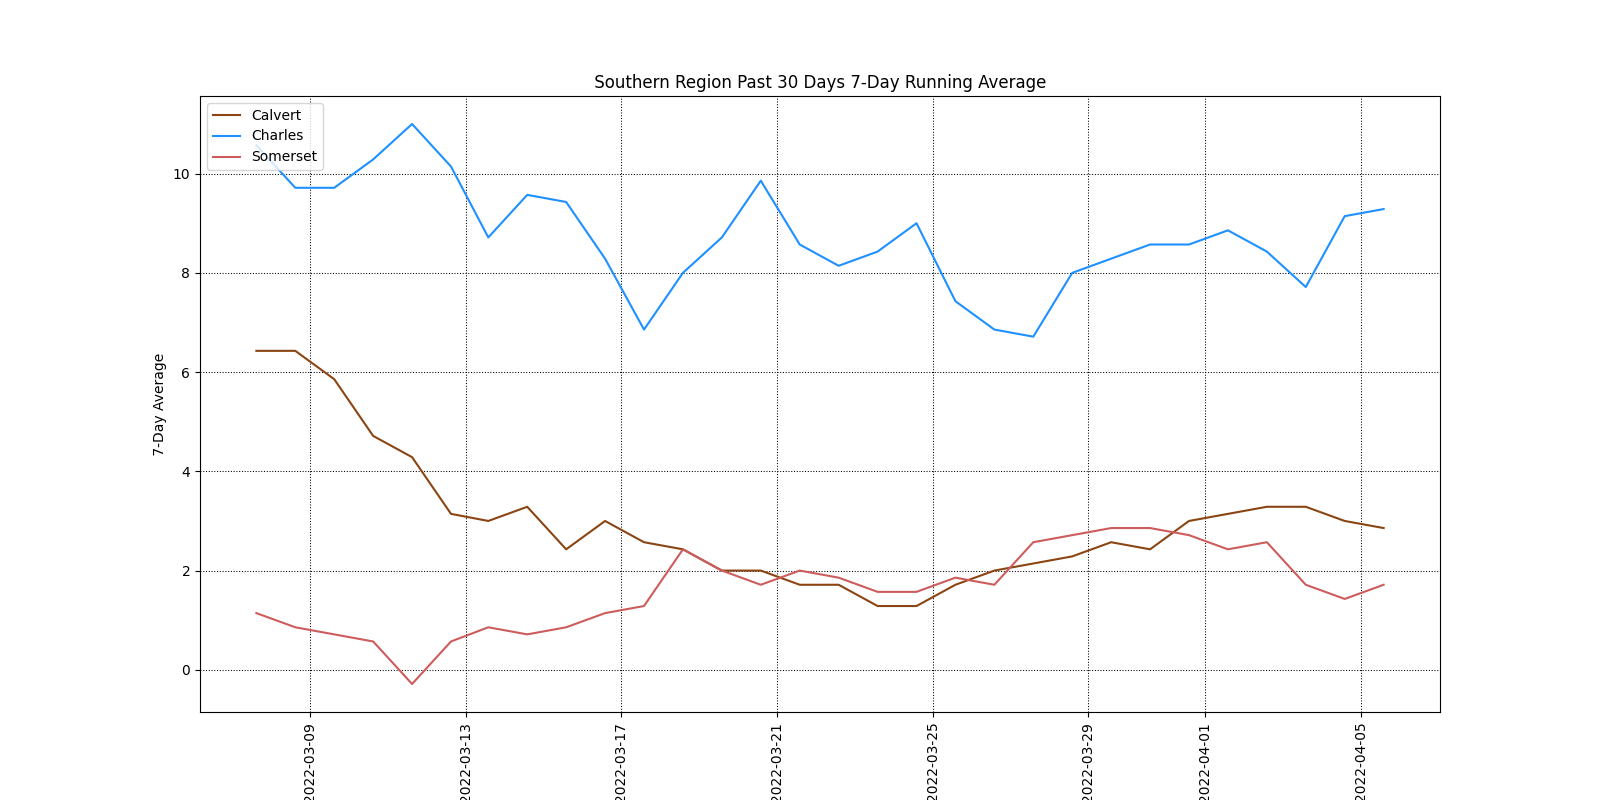 Southern Region Past 30 Days 7-Day Running Average
Calvert
Charles
Somerset
7-Day Average
10
8
6
4
2
0
2022-03-09
2022-03-13
2022-03-17
2022-03-21
2022-03-25
2022-03-29
2022-04-01
2022-04-05